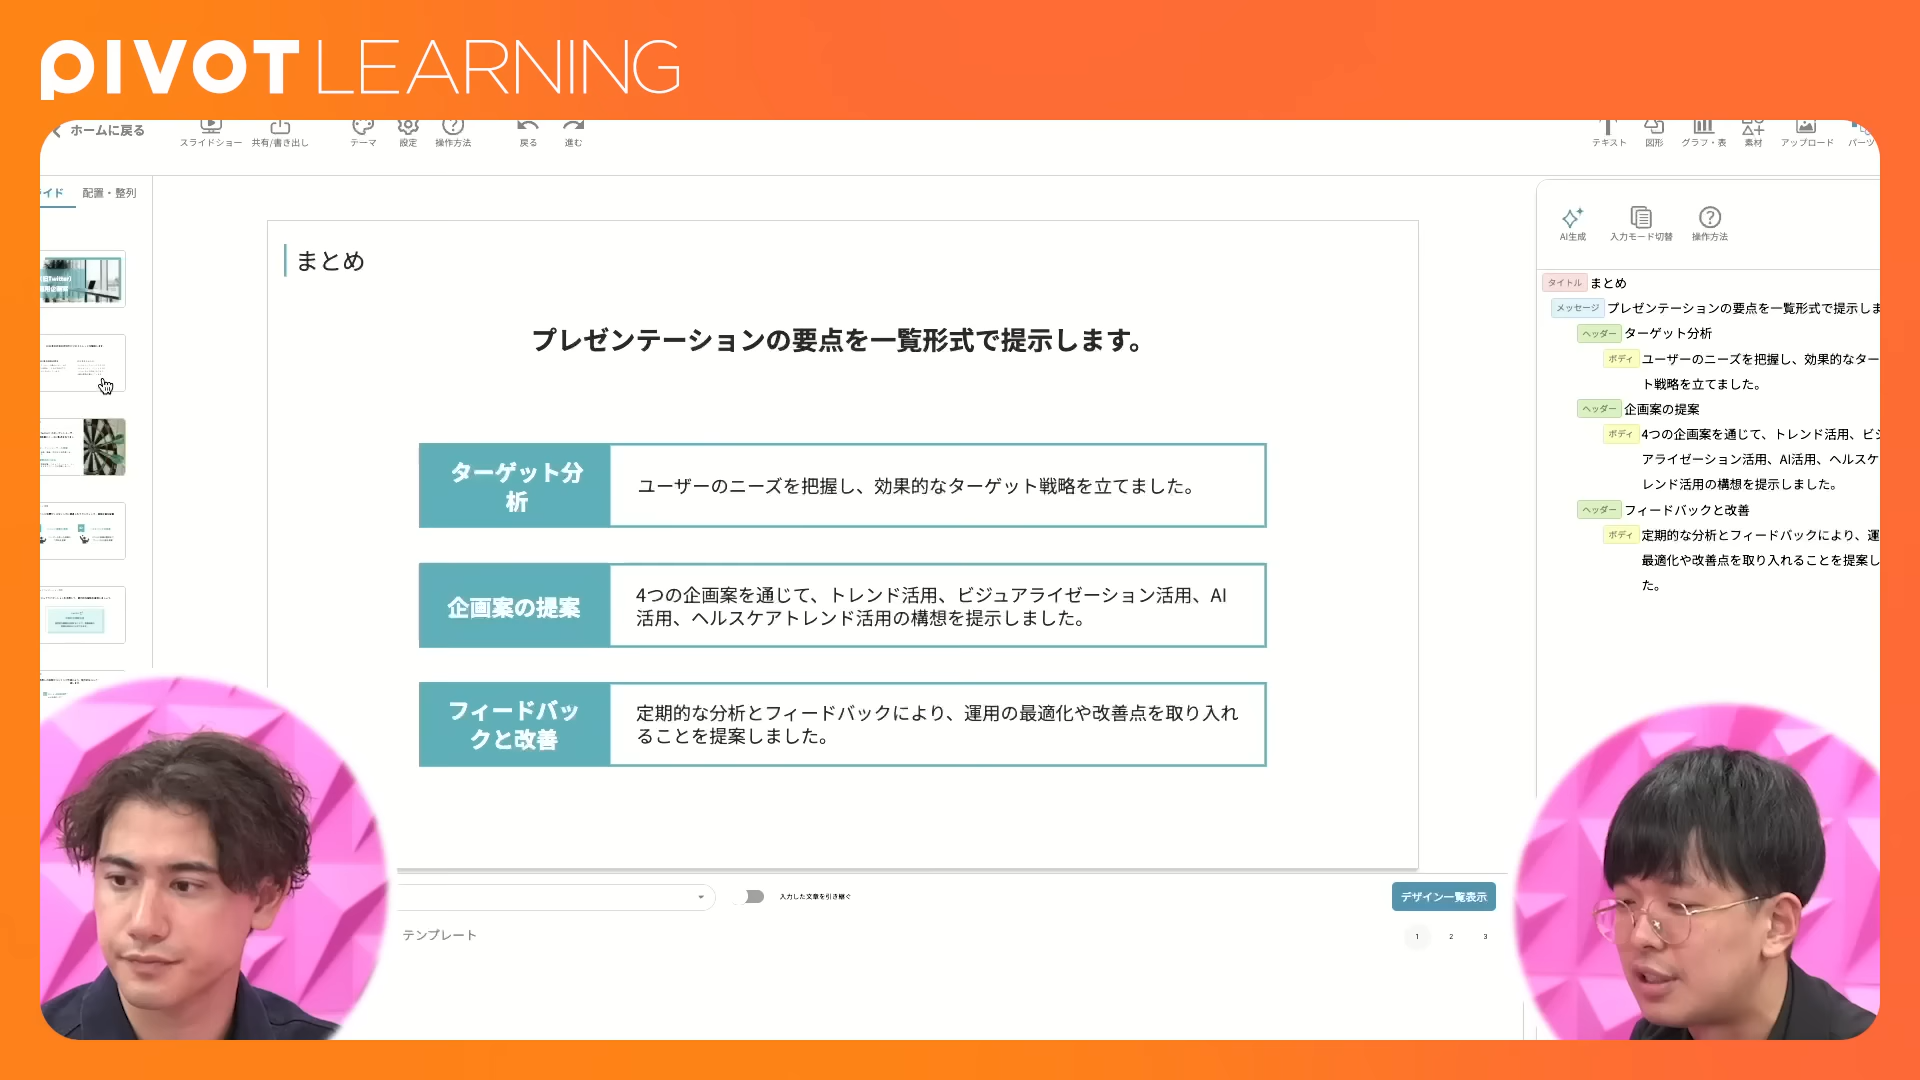 PIVOT LEARNING
ホームに戻る
スライドショー 共有/書き出し テーマ 設定 操作方法 戻る 進む
テキスト 図形 グラフ・表 素材 アップロード パーツ
イド 配置・整列
AI生成 入力モード切替 操作方法
まとめ
プレゼンテーションの要点を一覧形式で提示します。
ターゲット分
析
ユーザーのニーズを把握し、効果的なターゲット戦略を立てました。
企画案の提案
4つの企画案を通じて、トレンド活用、ビジュアライゼーション活用、AI
活用、ヘルスケアトレンド活用の構想を提示しました。
フィードバッ
クと改善
定期的な分析とフィードバックにより、運用の最適化や改善点を取り入れ
ることを提案しました。
タイトル まとめ
メッセージ プレゼンテーションの要点を一覧形式で提示しま
ヘッダー ターゲット分析
ボディ ユーザーのニーズを把握し、効果的なター
ト戦略を立てました。
ヘッダー 企画案の提案
ボディ 4つの企画案を通じて、トレンド活用、ビジ
アライゼーション活用、AI活用、ヘルスケ
レンド活用の構想を提示しました。
ヘッダー フィードバックと改善
ボディ 定期的な分析とフィードバックにより、運
最適化や改善点を取り入れることを提案し
た。
入力した文章を引き継ぐ
デザイン一覧表示
テンプレート
1 2 3